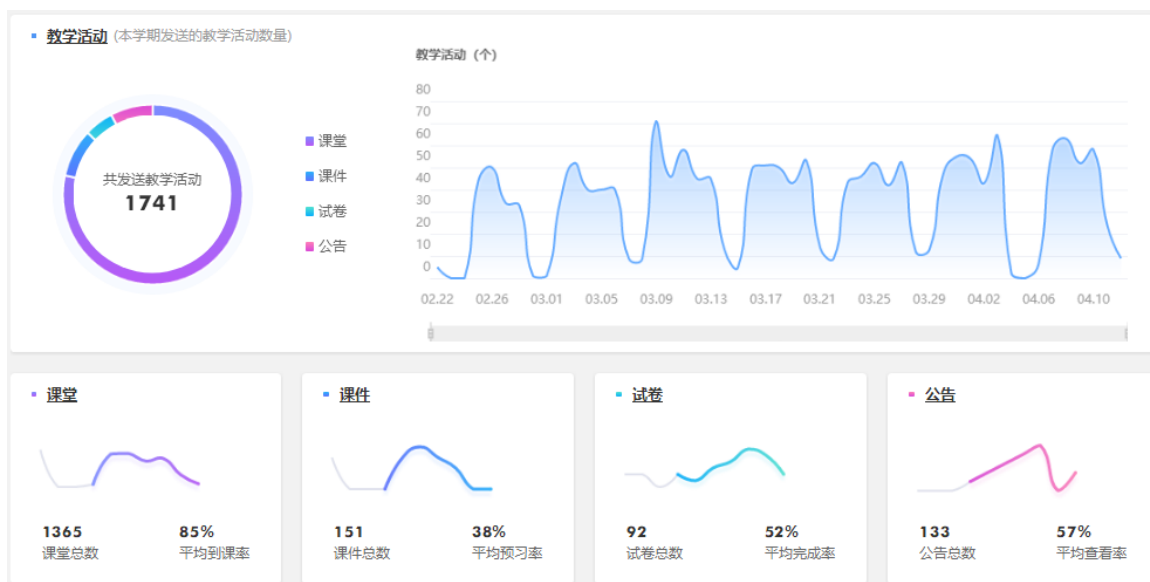 教学活动 (本学期发送的教学活动数量)
教学活动（个）
共发送教学活动
1741
课堂
课件
试卷
公告
80
70
60
50
40
30
20
10
0
02.22 02.26 03.01 03.05 03.09 03.13 03.17 03.21 03.25 03.29 04.02 04.06 04.10
课堂
1365 85%
课堂总数 平均到课率
课件
151 38%
课件总数 平均预习率
试卷
92 52%
试卷总数 平均完成率
公告
133 57%
公告总数 平均查看率